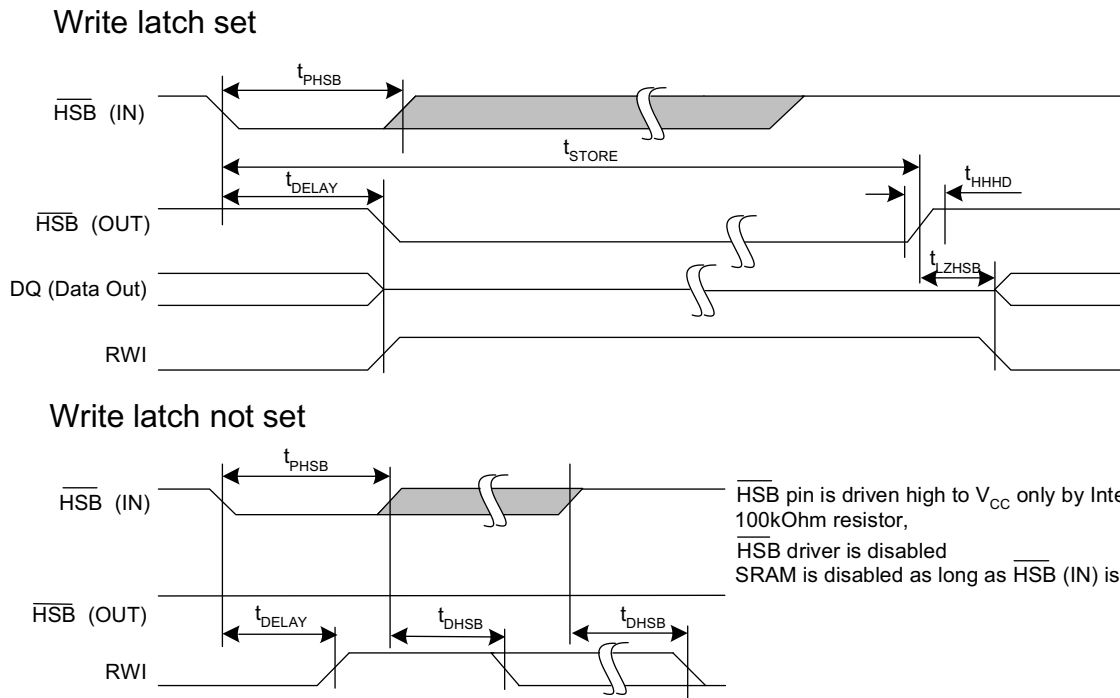 Write latch set
tPHSB
HSB (IN)
tSTORE
tDELAY
tHHHD
HSB (OUT)
tLZHSB
DQ (Data Out)
RWI
Write latch not set
tPHSB
HSB (IN)
HSB pin is driven high to VCC only by Inte
100kOhm resistor,
HSB driver is disabled
SRAM is disabled as long as HSB (IN) is
HSB (OUT)
tDELAY
tDHSB
tDHSB
RWI